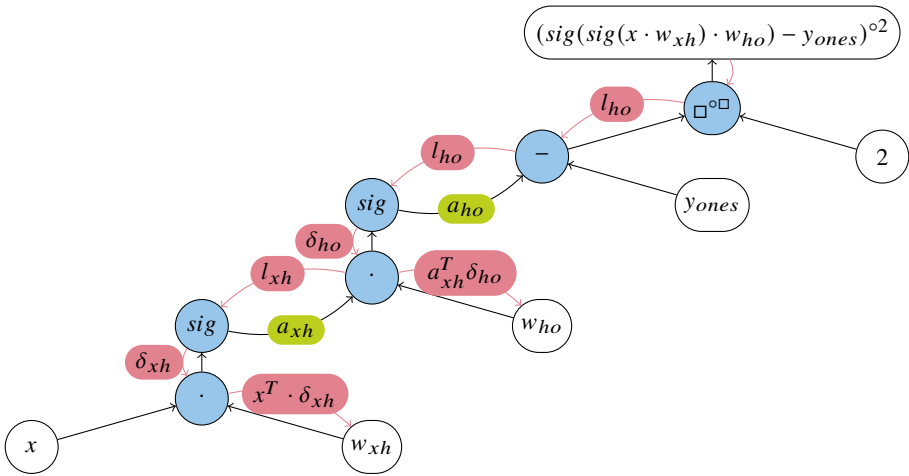 (sig(sig(x · w_xh) · w_ho) − y_ones)^∘2
l_ho
□^∘□
l_ho
−
2
sig
a_ho
y_ones
δ_ho
l_xh
·
a_xh^T δ_ho
sig
a_xh
w_ho
δ_xh
·
x^T · δ_xh
x
w_xh